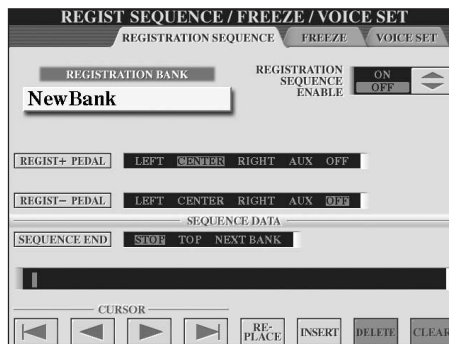 REGIST SEQUENCE / FREEZE / VOICE SET
REGISTRATION SEQUENCE FREEZE VOICE SET
REGISTRATION BANK
NewBank
REGISTRATION
SEQUENCE
ENABLE
ON
OFF
REGIST+ PEDAL LEFT CENTER RIGHT AUX OFF
REGIST− PEDAL LEFT CENTER RIGHT AUX OFF
SEQUENCE DATA
SEQUENCE END STOP TOP NEXT BANK
CURSOR
RE-
PLACE
INSERT
DELETE
CLEAR